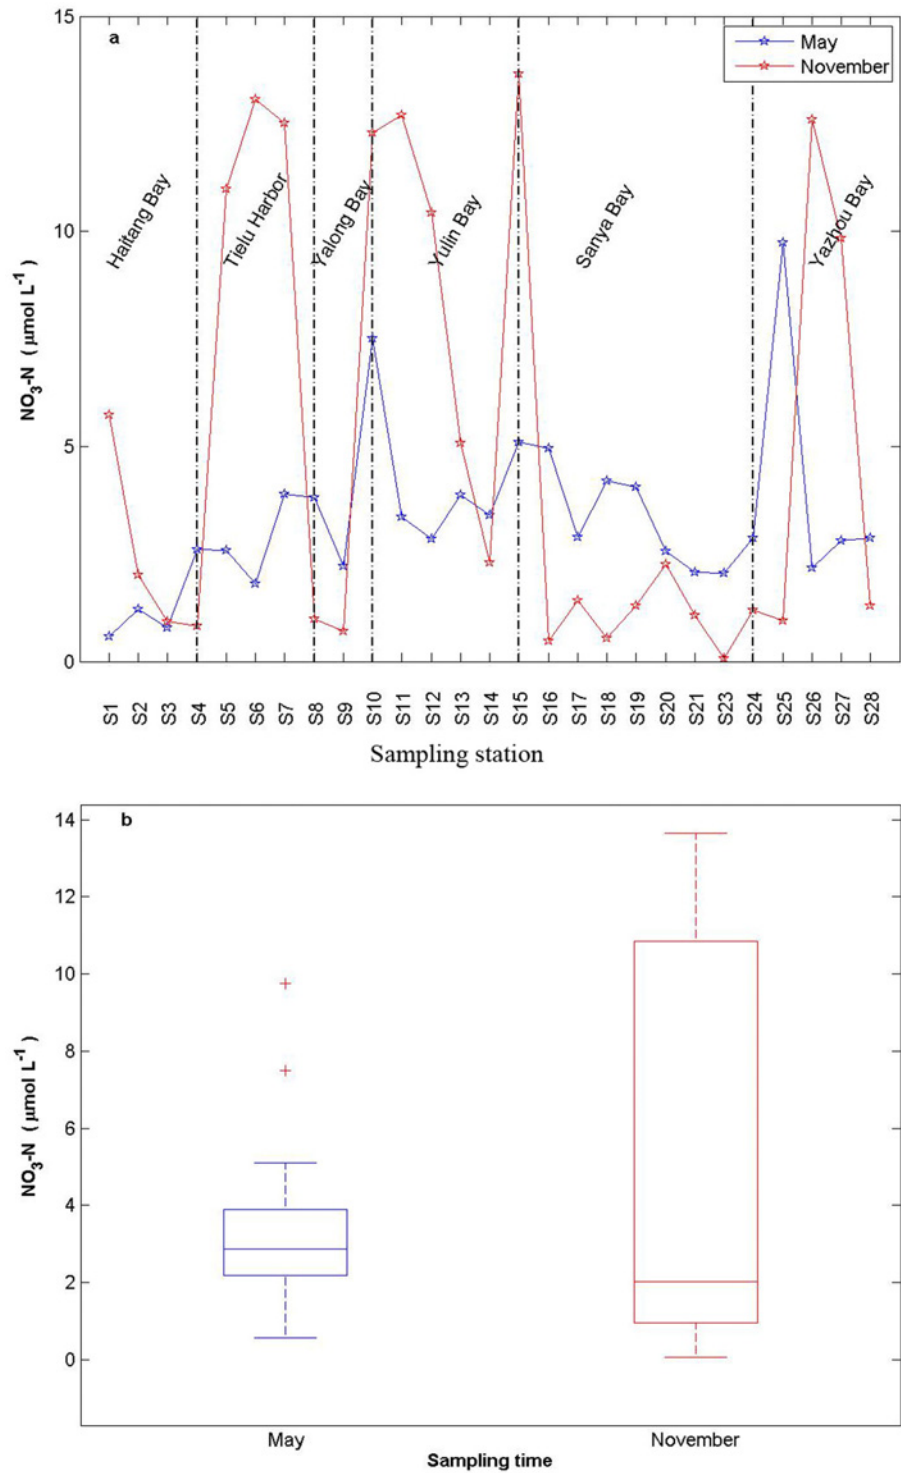 15
a
May
November
10
5
0
NO3-N ( μmol L-1 )
Haitang Bay
Tielu Harbor
Yalong Bay
Yulin Bay
Sanya Bay
Yazhou Bay
S1 S2 S3 S4 S5 S6 S7 S8 S9 S10 S11 S12 S13 S14 S15 S16 S17 S18 S19 S20 S21 S23 S24 S25 S26 S27 S28
Sampling station
b
14
12
10
8
6
4
2
0
NO3-N ( μmol L-1 )
May November
Sampling time